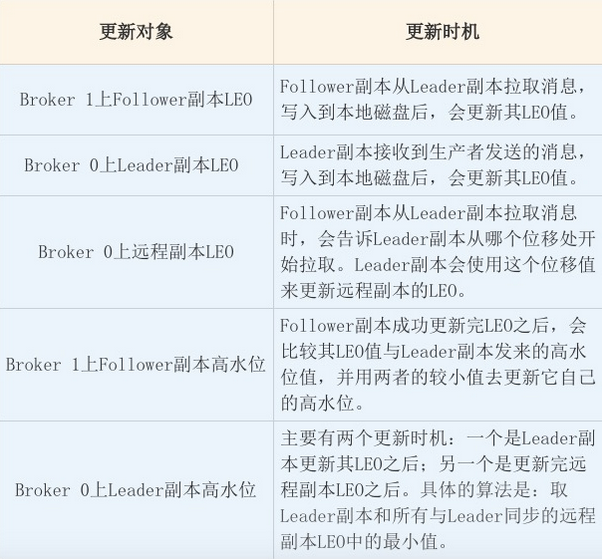 更新对象
更新时机
Broker 1上Follower副本LEO
Follower副本从Leader副本拉取消息，
写入到本地磁盘后，会更新其LEO值。
Broker 0上Leader副本LEO
Leader副本接收到生产者发送的消息，
写入到本地磁盘后，会更新其LEO值。
Broker 0上远程副本LEO
Follower副本从Leader副本拉取消息
时，会告诉Leader副本从哪个位移处开
始拉取。Leader副本会使用这个位移值
来更新远程副本的LEO。
Broker 1上Follower副本高水位
Follower副本成功更新完LEO之后，会
比较其LEO值与Leader副本发来的高水
位值，并用两者的较小值去更新它自己
的高水位。
Broker 0上Leader副本高水位
主要有两个更新时机：一个是Leader副
本更新其LEO之后；另一个是更新完远
程副本LEO之后。具体的算法是：取
Leader副本和所有与Leader同步的远程
副本LEO中的最小值。